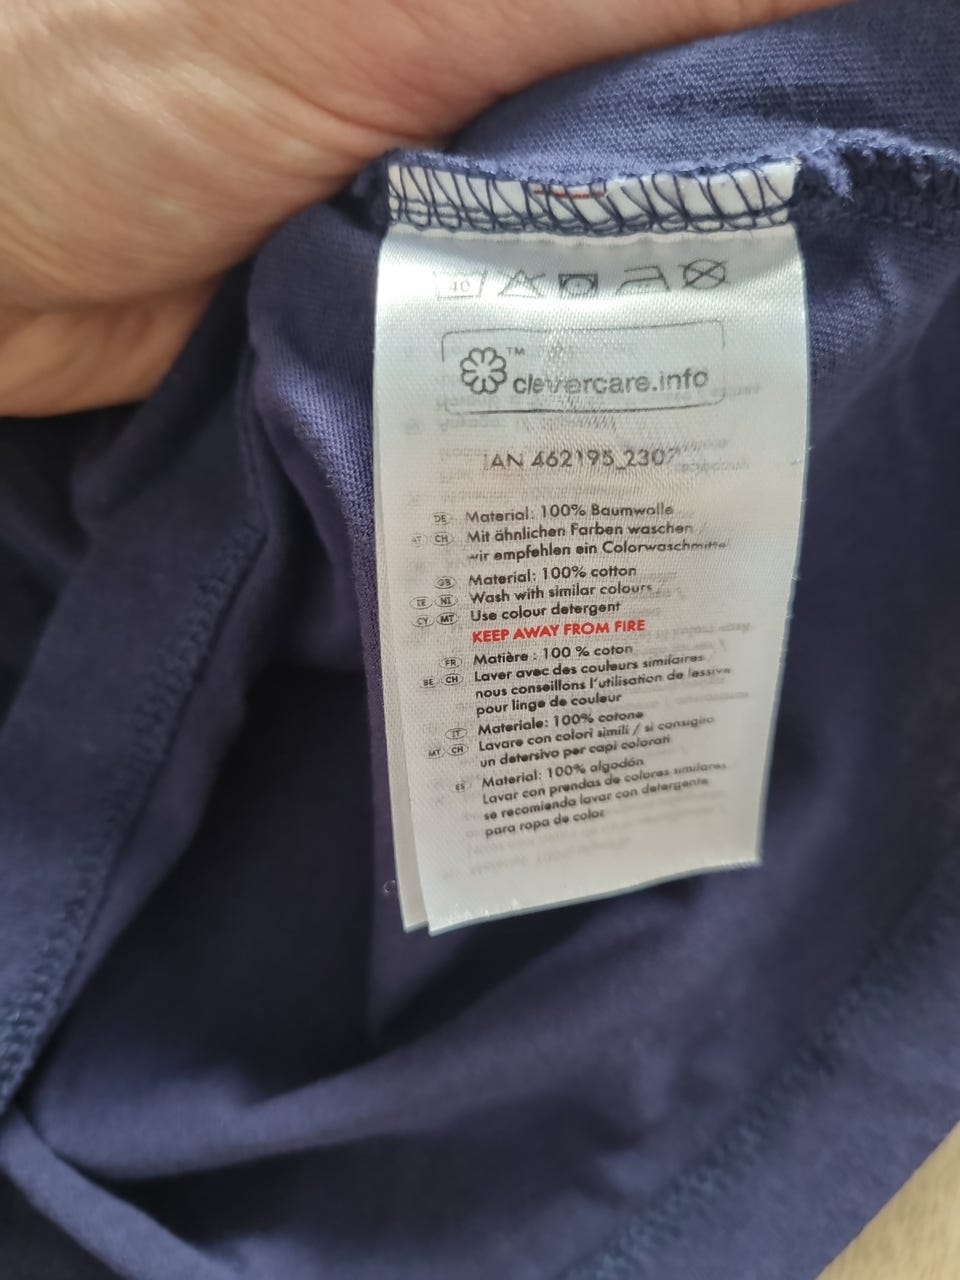 40
TM
clevercare.info
IAN 462195_2307
DE Material: 100% Baumwolle
AT CH Mit ähnlichen Farben waschen /
wir empfehlen ein Colorwaschmittel
GB Material: 100% cotton
IE NI Wash with similar colours
CY MT Use colour detergent
KEEP AWAY FROM FIRE
FR Matière : 100 % coton
BE CH Laver avec des couleurs similaires /
nous conseillons l'utilisation de lessive
pour linge de couleur
IT Materiale: 100% cotone
MT CH Lavare con colori simili / si consiglia
un detersivo per capi colorati
ES Material: 100% algodón
Lavar con prendas de colores similares
se recomienda lavar con detergente
para ropa de color